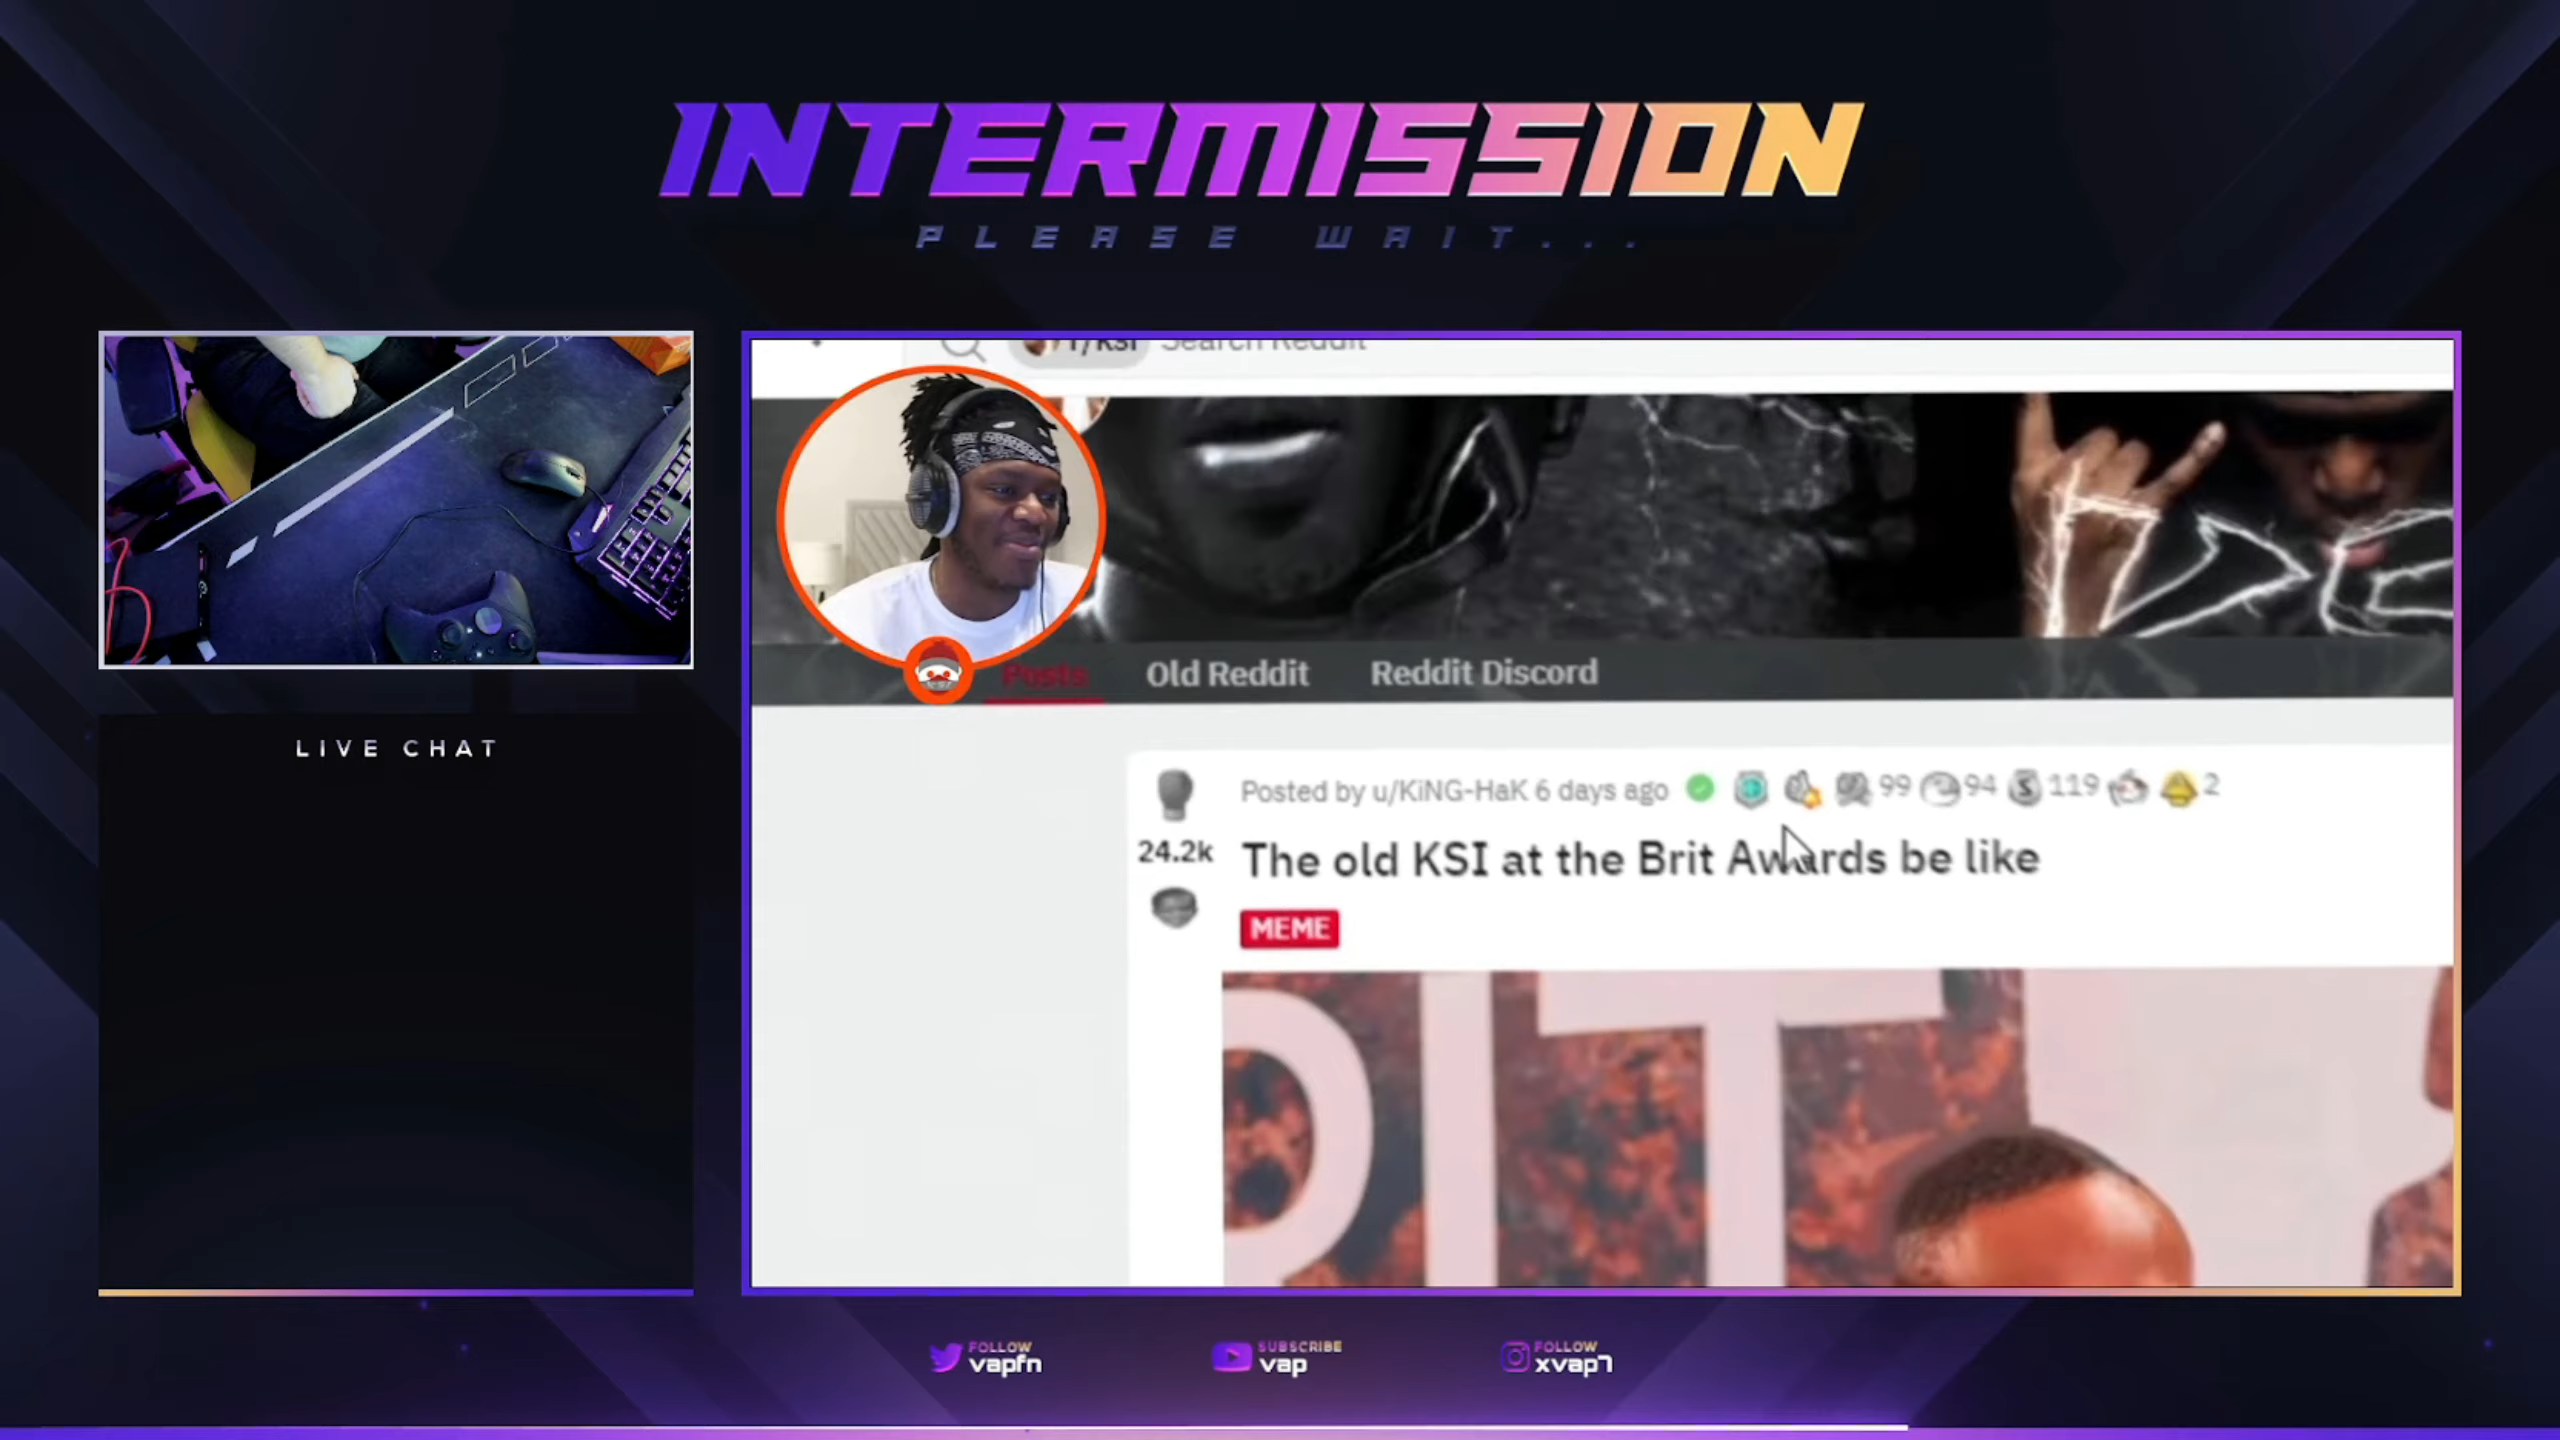 INTERMISSION
PLEASE WAIT...
r/KSI Search Reddit
Posts Old Reddit Reddit Discord
LIVE CHAT
Posted by u/KiNG-HaK 6 days ago 99 94 119 2
24.2k The old KSI at the Brit Awards be like
MEME
FOLLOW
vapfn
SUBSCRIBE
vap
FOLLOW
xvap7